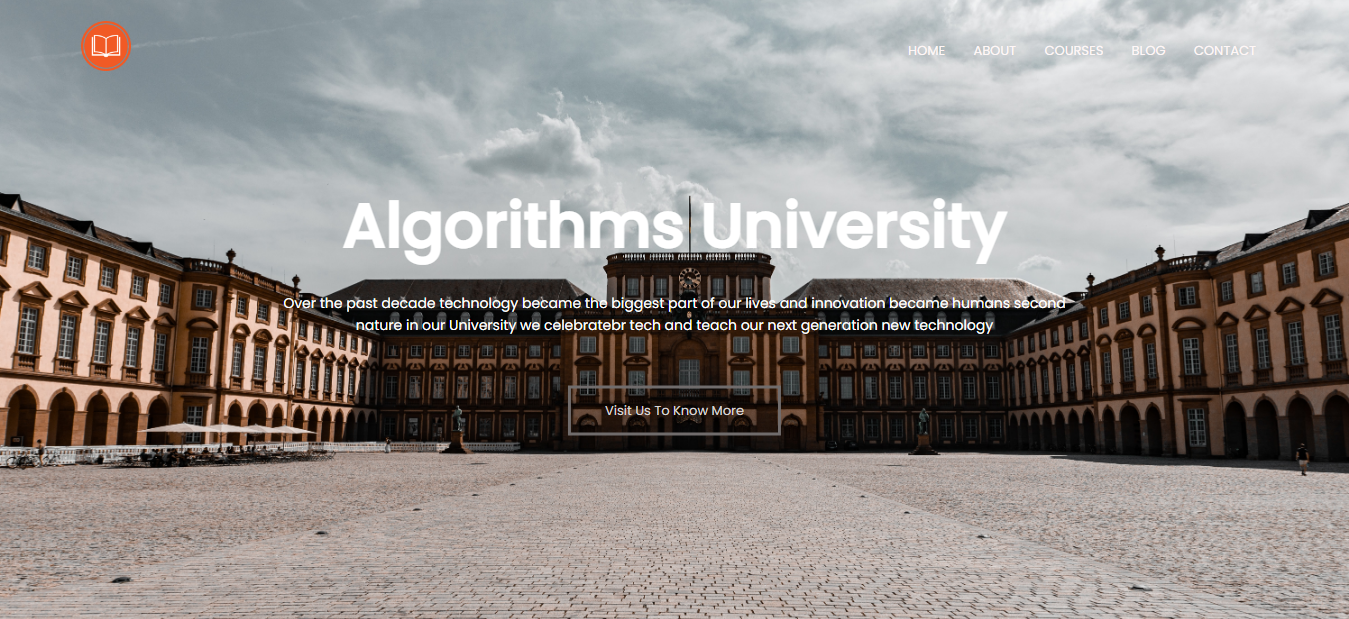 HOME ABOUT COURSES BLOG CONTACT
Algorithms University
Over the past decade technology became the biggest part of our lives and innovation became humans second
nature in our University we celebratebr tech and teach our next generation new technology
Visit Us To Know More